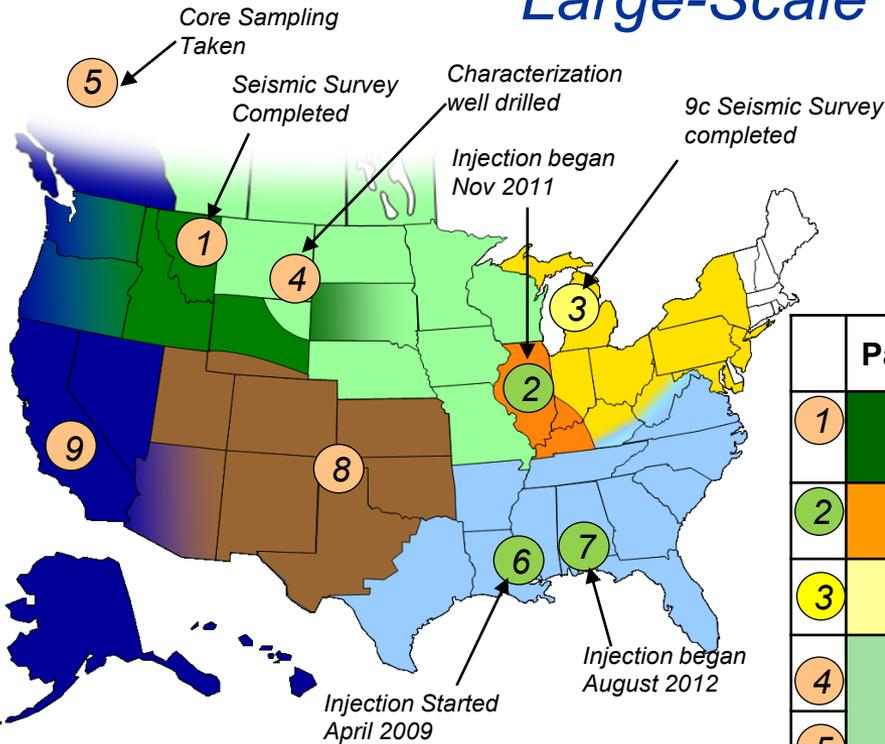 Large-Scale
Core Sampling
Taken
5
Seismic Survey
Completed
Characterization
well drilled
9c Seismic Survey
completed
Injection began
Nov 2011
1
4
3
2
9
8
6
7
Injection began
August 2012
Injection Started
April 2009
1
2
3
4